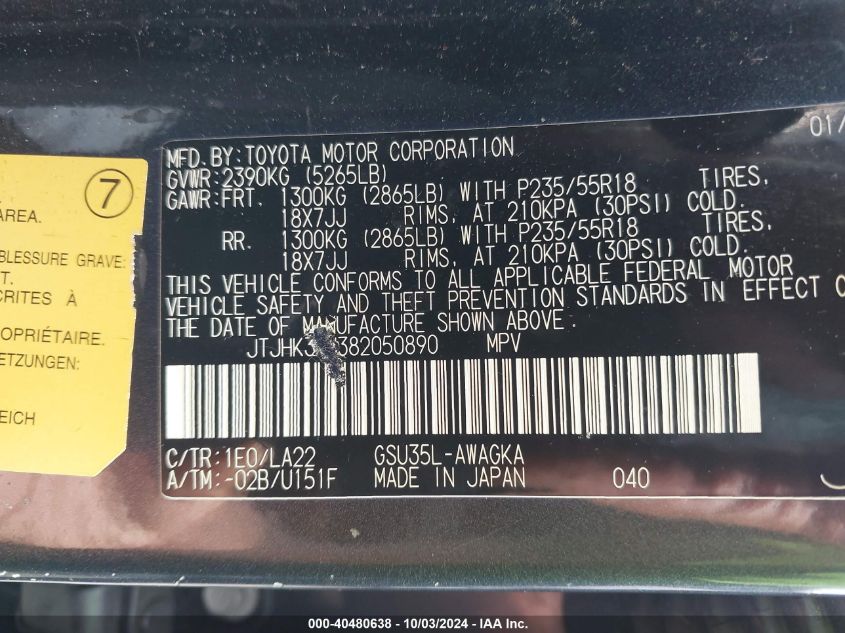 7
AREA.
BLESSURE GRAVE:
T.
CRITES À
OPRIÉTAIRE.
ETZUNGEN:
REICH
01/
MFD. BY: TOYOTA MOTOR CORPORATION
GVWR: 2390KG (5265LB)
GAWR: FRT. 1300KG (2865LB) WITH P235/55R18 TIRES,
18X7JJ RIMS, AT 210KPA (30PSI) COLD.
RR. 1300KG (2865LB) WITH P235/55R18 TIRES,
18X7JJ RIMS, AT 210KPA (30PSI) COLD.
THIS VEHICLE CONFORMS TO ALL APPLICABLE FEDERAL MOTOR
VEHICLE SAFETY AND THEFT PREVENTION STANDARDS IN EFFECT O
THE DATE OF MANUFACTURE SHOWN ABOVE.
MPV
C/TR: 1E0/LA22 GSU35L-AWAGKA
A/TM: -02B/U151F MADE IN JAPAN 040
000-40480638 - 10/03/2024 - IAA Inc.